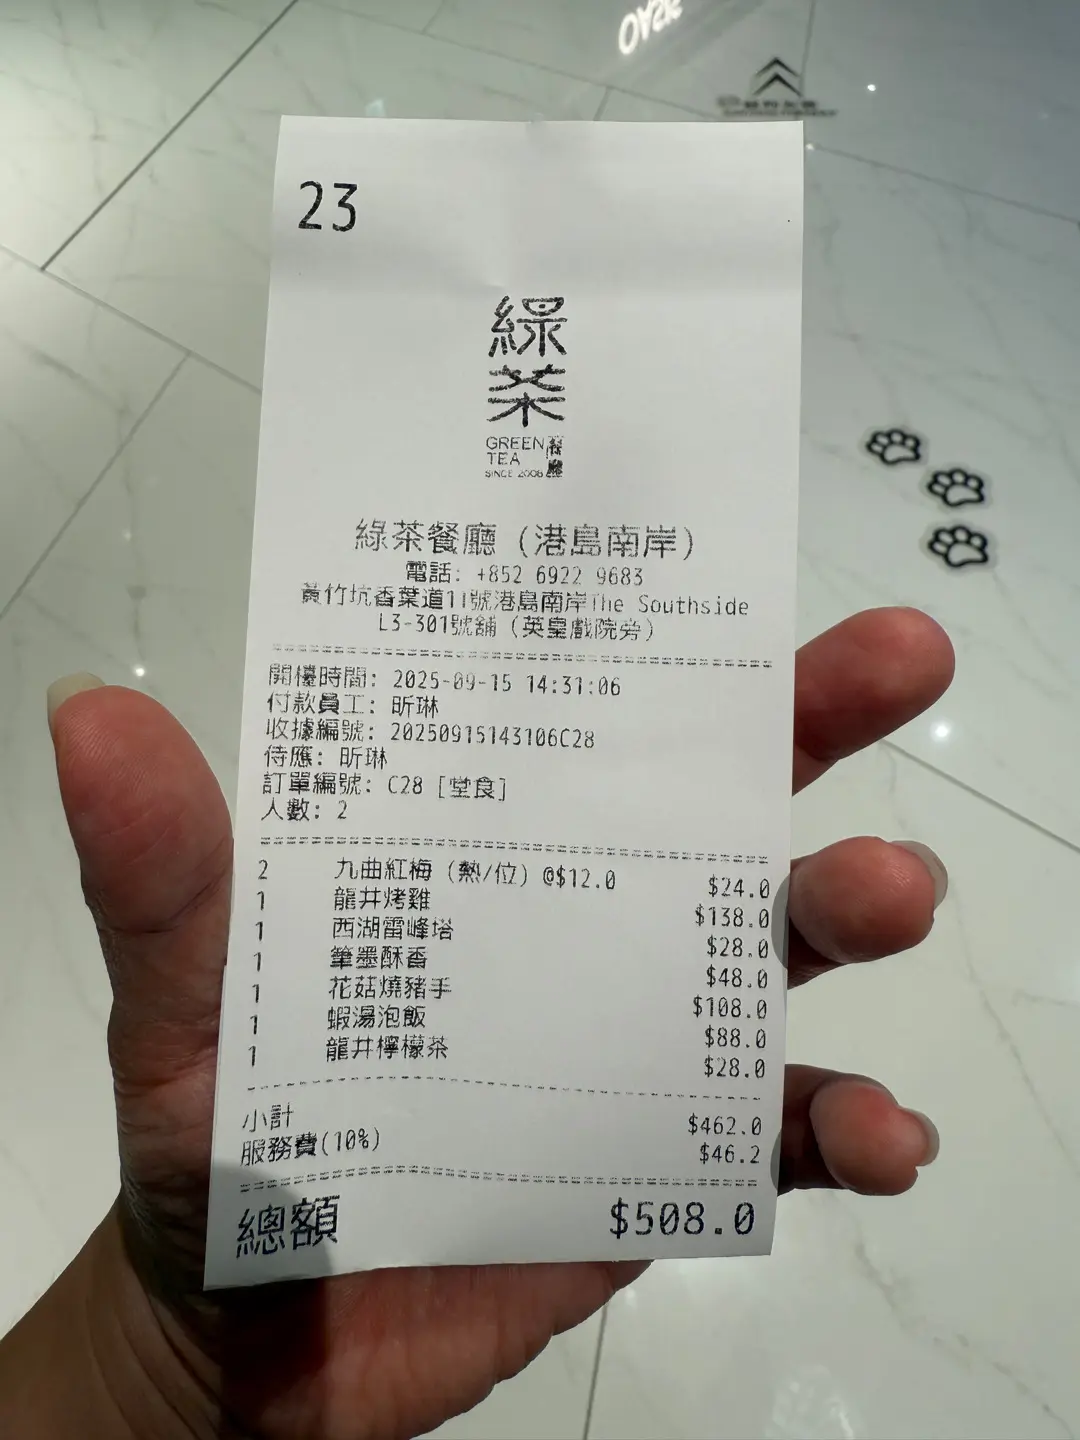 23
綠
茶
GREEN
TEA
餐廳
SINCE 2008
綠茶餐廳 (港島南岸)
電話: +852 6922 9683
黃竹坑香葉道11號港島南岸The Southside
L3-301號舖 (英皇戲院旁)
開檯時間: 2025-09-15 14:31:06
付款員工: 昕琳
收據編號: 20250915143106C28
侍應: 昕琳
訂單編號: C28 [堂食]
人數: 2
2 九曲紅梅 (熱/位) @$12.0 $24.0
1 龍井烤雞 $138.0
1 西湖雷峰塔 $28.0
1 筆墨酥香 $48.0
1 花菇燒豬手 $108.0
1 蝦湯泡飯 $88.0
1 龍井檸檬茶 $28.0
小計 $462.0
服務費(10%) $46.2
總額 $508.0